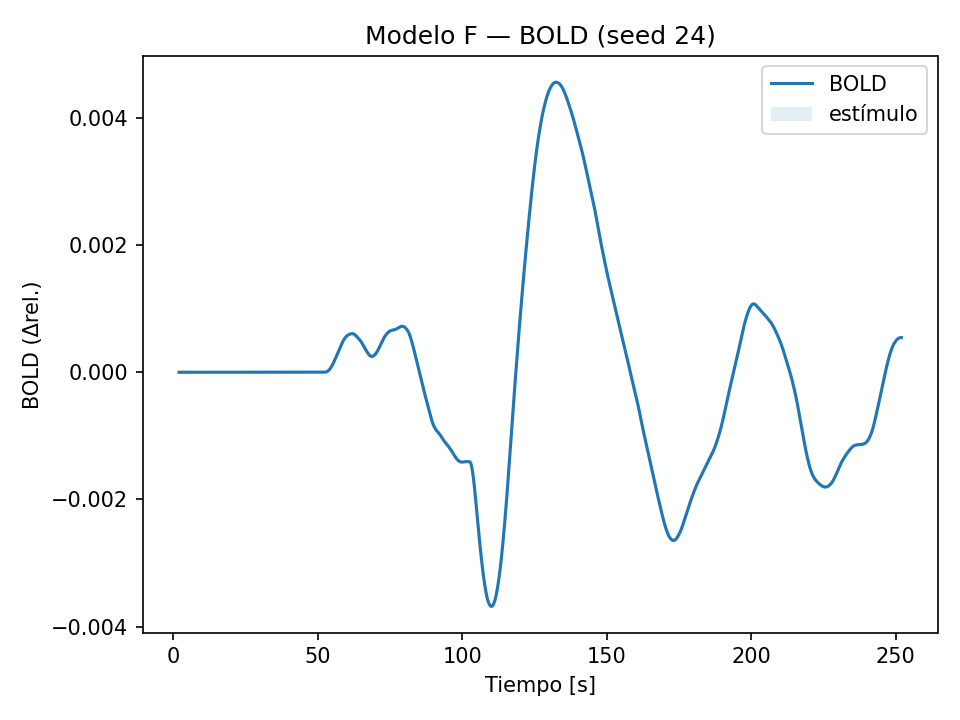 Modelo F — BOLD (seed 24)
BOLD
estímulo
BOLD (Δrel.)
0.004
0.002
0.000
−0.002
−0.004
0 50 100 150 200 250
Tiempo [s]